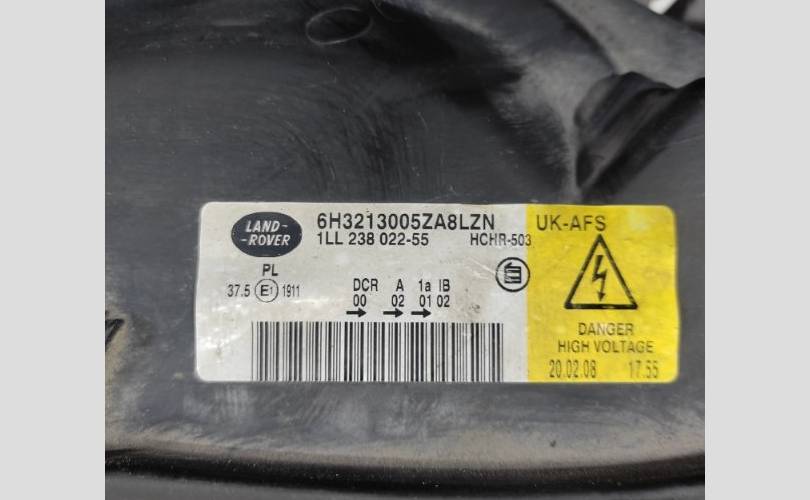 LAND-
-ROVER
6H3213005ZA8LZN
1LL 238 022-55 HCHR-503
PL
37.5 E1 1911
DCR A 1a IB
00 02 01 02
UK-AFS
DANGER
HIGH VOLTAGE
20.02.08 17.55